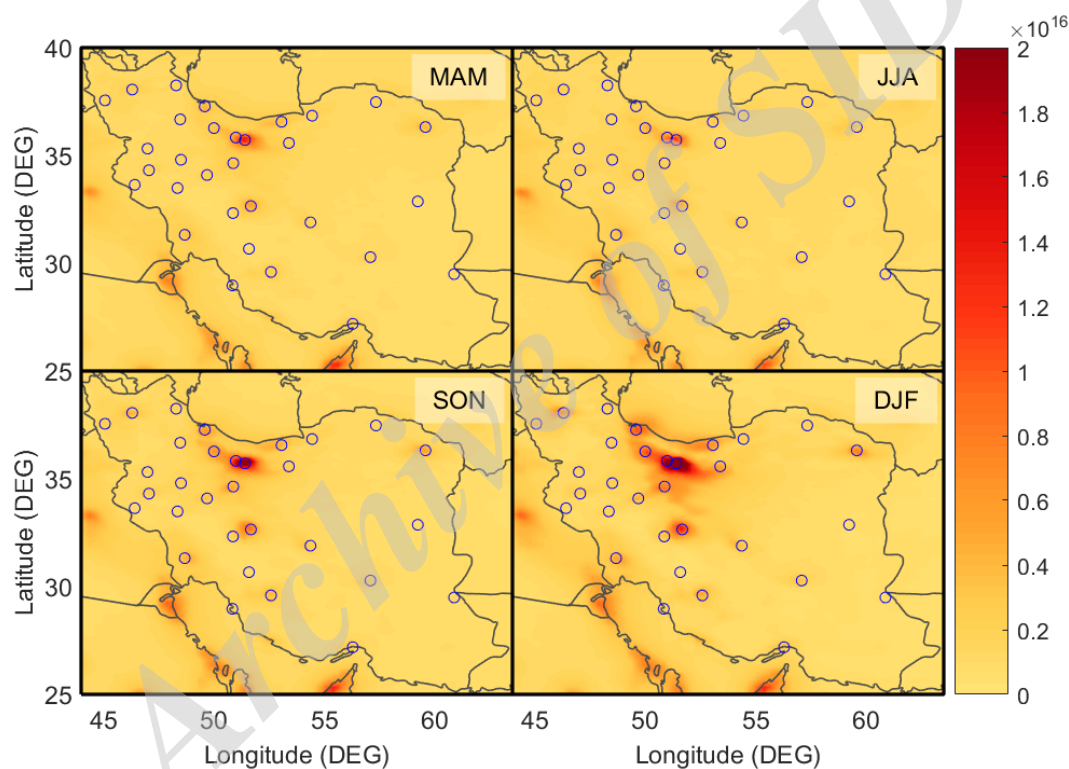 ×10^16
40
MAM
JJA
2
1.8
35
1.6
Latitude (DEG)
1.4
30
1.2
25
1
SON
DJF
0.8
35
0.6
Latitude (DEG)
0.4
30
0.2
25
0
45 50 55 60 45 50 55 60
Longitude (DEG) Longitude (DEG)
Archive of SID